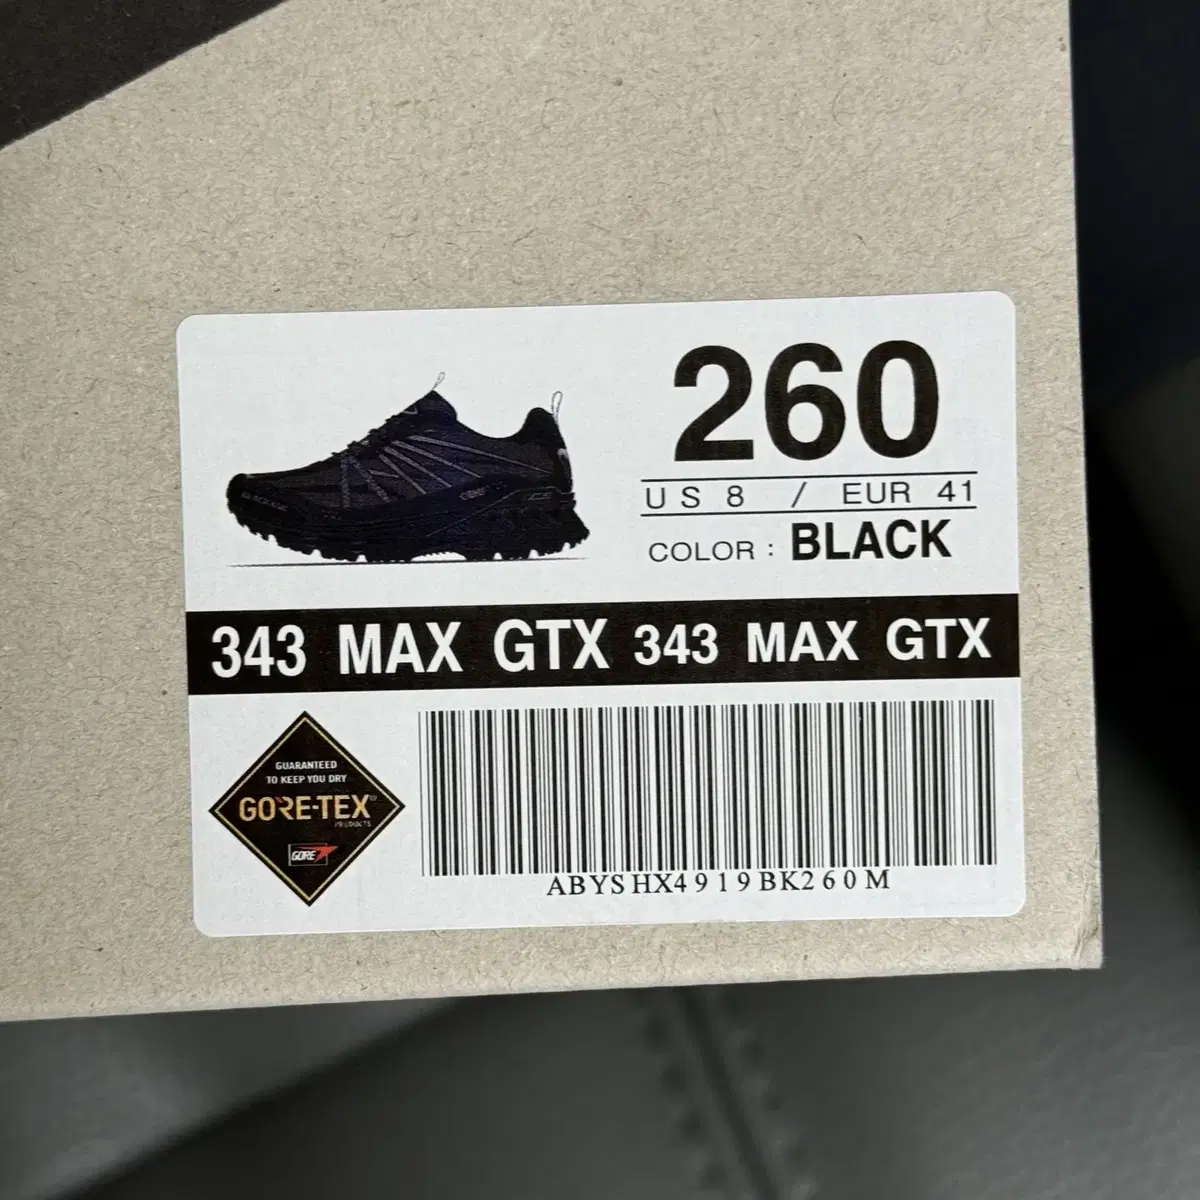 260
US 8 / EUR 41
COLOR : BLACK
343 MAX GTX 343 MAX GTX
GUARANTEED
TO KEEP YOU DRY
GORE-TEX®
PRODUCTS
GORE
ABYSHX4919BK260M